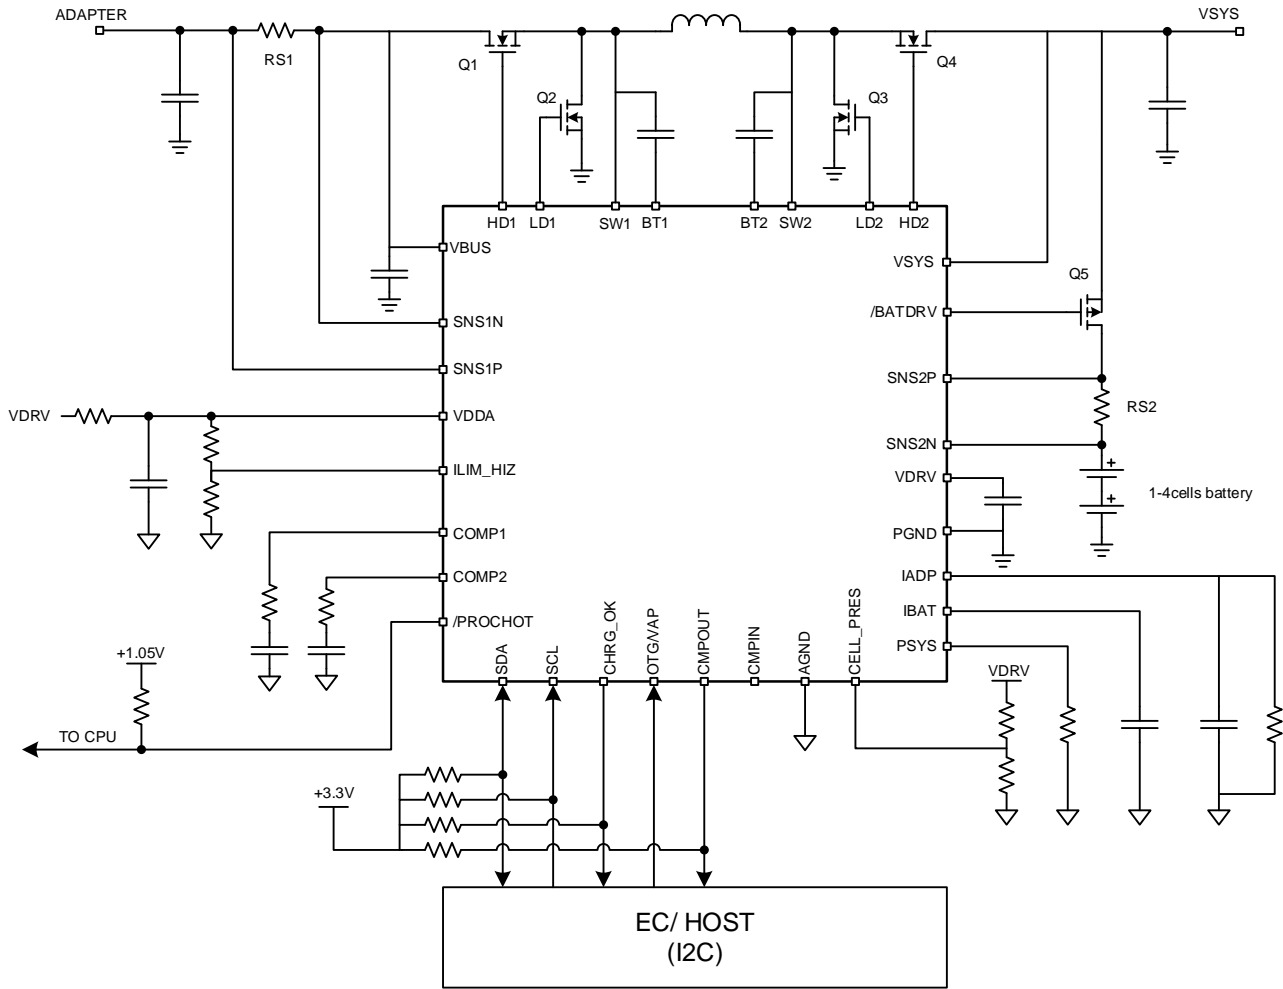 ADAPTER
VSYS
RS1
Q1
Q4
Q2
Q3
HD1
LD1
SW1
BT1
BT2
SW2
LD2
HD2
VBUS
VSYS
Q5
/BATDRV
SNS1N
SNS1P
SNS2P
RS2
VDRV
VDDA
SNS2N
ILIM_HIZ
VDRV
+
1-4cells battery
+
COMP1
PGND
COMP2
IADP
/PROCHOT
IBAT
PSYS
SDA
SCL
CHRG_OK
OTG/VAP
CMPOUT
CMPIN
AGND
CELL_PRES
+1.05V
VDRV
TO CPU
+3.3V
EC/ HOST
(I2C)